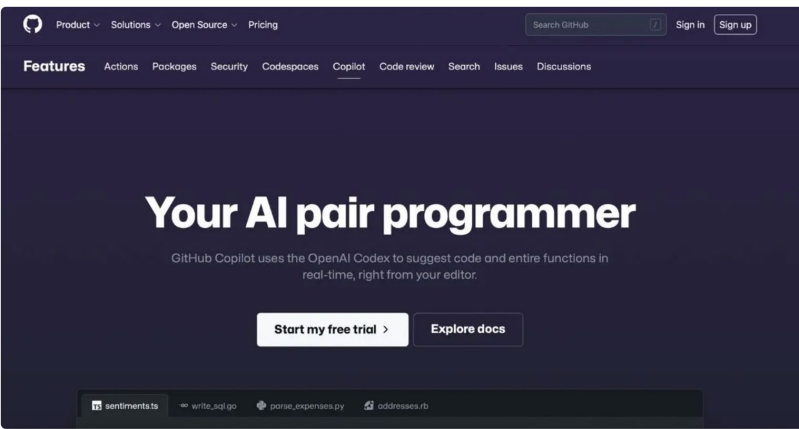 Product Solutions Open Source Pricing Search GitHub / Sign in Sign up
Features Actions Packages Security Codespaces Copilot Code review Search Issues Discussions
Your AI pair programmer
GitHub Copilot uses the OpenAI Codex to suggest code and entire functions in
real-time, right from your editor.
Start my free trial > Explore docs
TS sentiments.ts GO write_sql.go parse_expenses.py addresses.rb